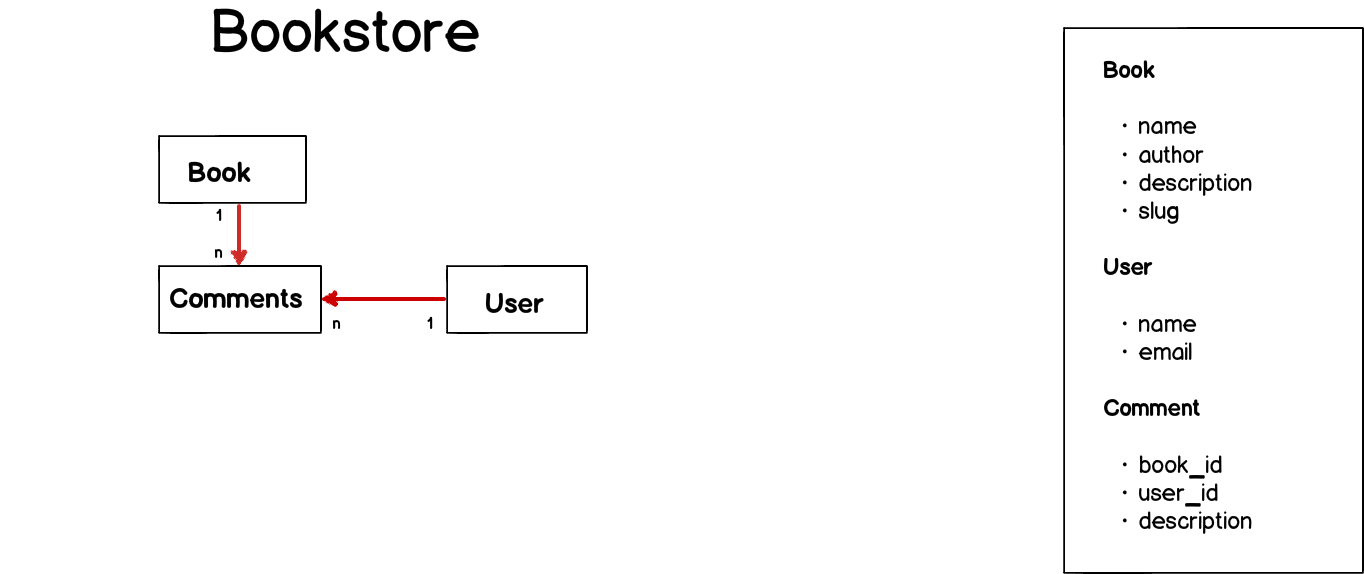 Bookstore
Book
1
n
Comments
User
n
1
Book
· name
· author
· description
· slug
User
· name
· email
Comment
· book_id
· user_id
· description